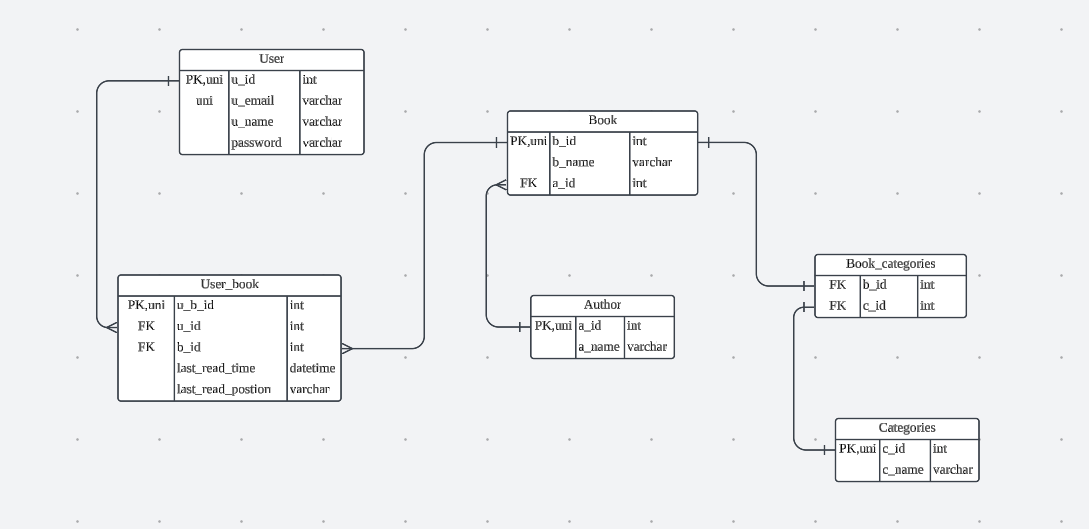 User
PK,uni u_id int
uni u_email varchar
u_name varchar
password varchar
Book
PK,uni b_id int
b_name varchar
FK a_id int
User_book
PK,uni u_b_id int
FK u_id int
FK b_id int
last_read_time datetime
last_read_postion varchar
Author
PK,uni a_id int
a_name varchar
Book_categories
FK b_id int
FK c_id int
Categories
PK,uni c_id int
c_name varchar